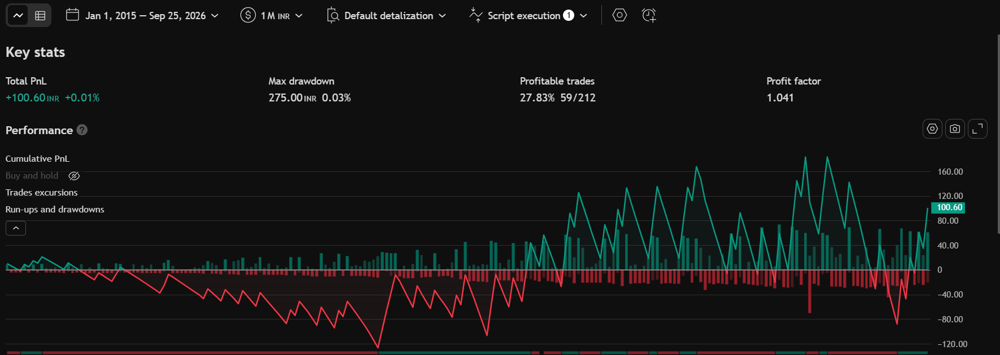 Jan 1, 2015 — Sep 25, 2026
1 M INR
Default detalization
Script execution 1
Key stats
Total PnL
+100.60 INR +0.01%
Max drawdown
275.00 INR 0.03%
Profitable trades
27.83% 59/212
Profit factor
1.041
Performance ?
Cumulative PnL
Buy and hold
Trades excursions
Run-ups and drawdowns
160.00
120.00
100.60
80.00
40.00
0
−40.00
−80.00
−120.00